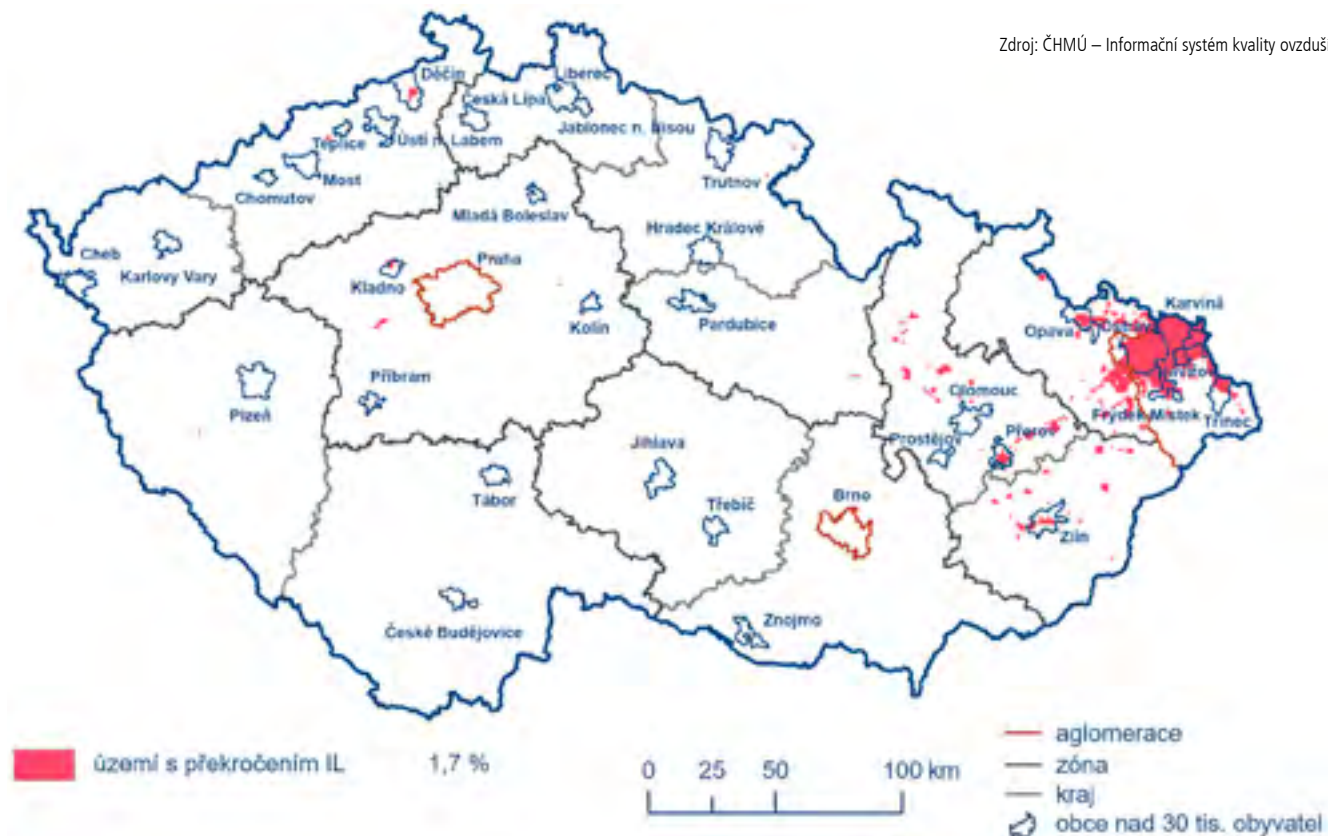 Zdroj: ČHMÚ – Informační systém kvality ovzduší
Děčín
Liberec
Česká Lípa
Jablonec n. Nisou
Teplice
Ústí n. Labem
Most
Chomutov
Trutnov
Mladá Boleslav
Hradec Králové
Cheb
Karlovy Vary
Praha
Kladno
Kolín
Pardubice
Karviná
Opava
Příbram
Plzeň
Olomouc
Frýdek Místek
Třinec
Prostějov
Přerov
Jihlava
Tábor
Třebíč
Brno
Zlín
Znojmo
České Budějovice
území s překročením IL 1,7 %
0 25 50 100 km
aglomerace
zóna
kraj
obce nad 30 tis. obyvatel